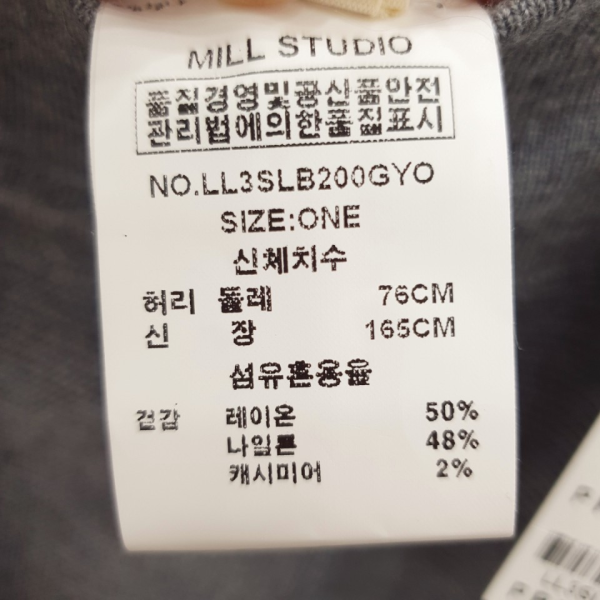 MILL STUDIO
품질경영및공산품안전
관리법에의한품질표시
NO.LL3SLB200GYO
SIZE:ONE
신체치수
허리 둘레 76CM
신 장 165CM
섬유혼용율
겉감 레이온 50%
나일론 48%
캐시미어 2%